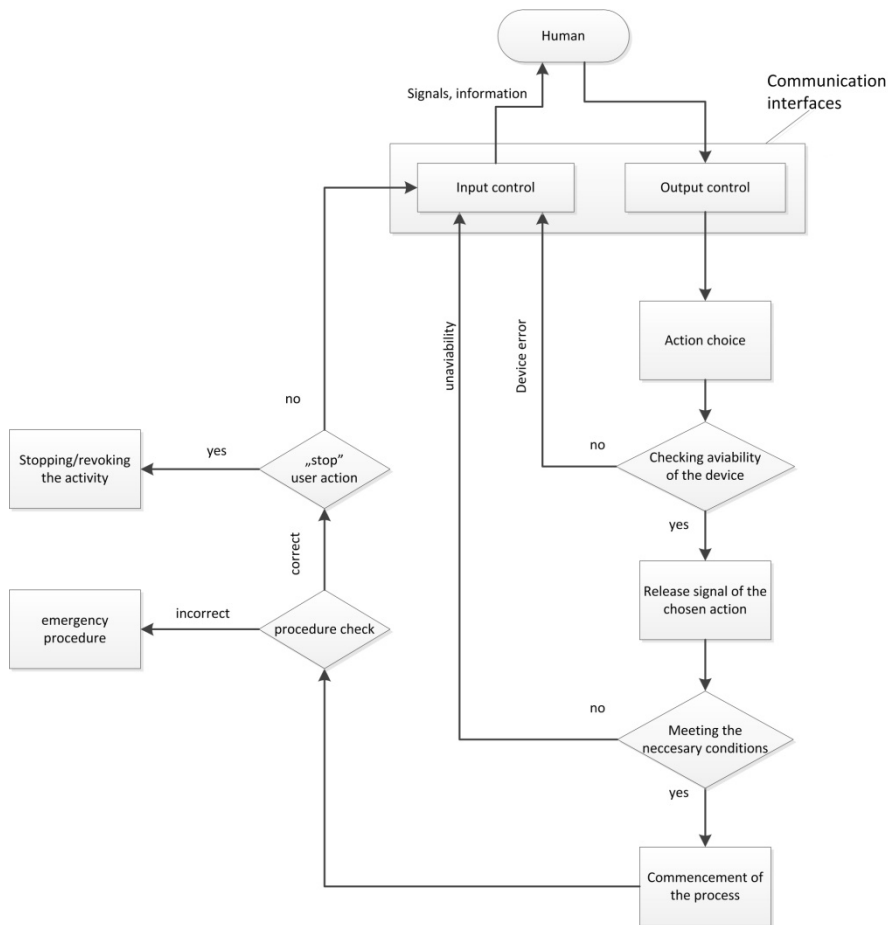 Human
Communication
interfaces
Signals, information
Input control
Output control
unaviability
Device error
Action choice
no
Stopping/revoking
the activity
yes
„stop”
user action
no
Checking aviability
of the device
yes
correct
emergency
procedure
incorrect
procedure check
Release signal of the
chosen action
no
Meeting the
neccesary conditions
yes
Commencement of
the process